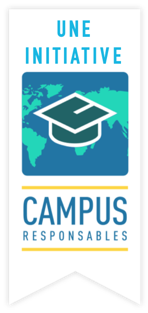 UNE
INITIATIVE
CAMPUS
RESPONSABLES